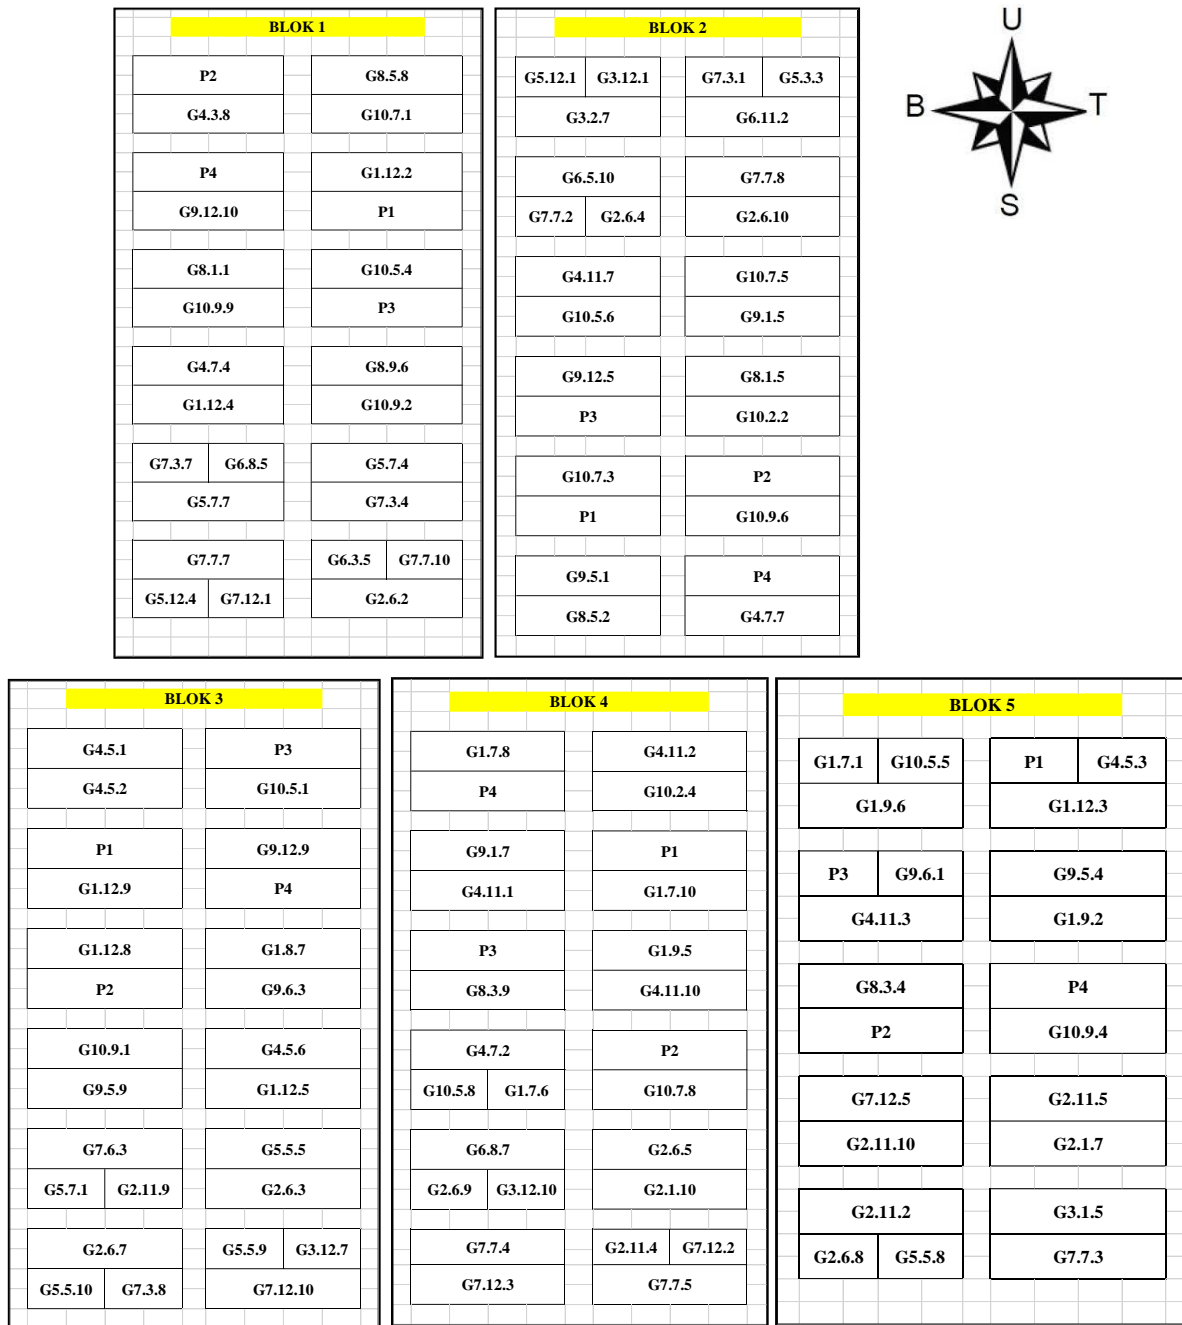 BLOK 1
P2 G8.5.8
G4.3.8 G10.7.1
P4 G1.12.2
G9.12.10 P1
G8.1.1 G10.5.4
G10.9.9 P3
G4.7.4 G8.9.6
G1.12.4 G10.9.2
G7.3.7 G6.8.5 G5.7.4
G5.7.7 G7.3.4
G7.7.7 G6.3.5 G7.7.10
G5.12.4 G7.12.1 G2.6.2
BLOK 2
G5.12.1 G3.12.1 G7.3.1 G5.3.3
G3.2.7 G6.11.2
G6.5.10 G7.7.8
G7.7.2 G2.6.4 G2.6.10
G4.11.7 G10.7.5
G10.5.6 G9.1.5
G9.12.5 G8.1.5
P3 G10.2.2
G10.7.3 P2
P1 G10.9.6
G9.5.1 P4
G8.5.2 G4.7.7
U
B T
S
BLOK 3
G4.5.1 P3
G4.5.2 G10.5.1
P1 G9.12.9
G1.12.9 P4
G1.12.8 G1.8.7
P2 G9.6.3
G10.9.1 G4.5.6
G9.5.9 G1.12.5
G7.6.3 G5.5.5
G5.7.1 G2.11.9 G2.6.3
G2.6.7 G5.5.9 G3.12.7
G5.5.10 G7.3.8 G7.12.10
BLOK 4
G1.7.8 G4.11.2
P4 G10.2.4
G9.1.7 P1
G4.11.1 G1.7.10
P3 G1.9.5
G8.3.9 G4.11.10
G4.7.2 P2
G10.5.8 G1.7.6 G10.7.8
G6.8.7 G2.6.5
G2.6.9 G3.12.10 G2.1.10
G7.7.4 G2.11.4 G7.12.2
G7.12.3 G7.7.5
BLOK 5
G1.7.1 G10.5.5 P1 G4.5.3
G1.9.6 G1.12.3
P3 G9.6.1 G9.5.4
G4.11.3 G1.9.2
G8.3.4 P4
P2 G10.9.4
G7.12.5 G2.11.5
G2.11.10 G2.1.7
G2.11.2 G3.1.5
G2.6.8 G5.5.8 G7.7.3